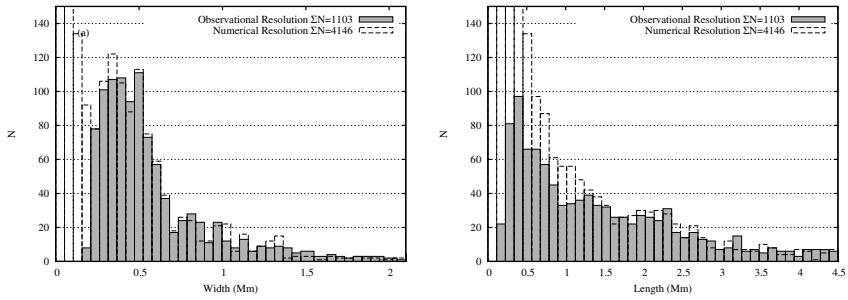 Observational Resolution ΣN=1103
Numerical Resolution ΣN=4146
(a)
N
140
120
100
80
60
40
20
0
0 0.5 1 1.5 2
Width (Mm)
Observational Resolution ΣN=1103
Numerical Resolution ΣN=4146
N
140
120
100
80
60
40
20
0
0 0.5 1 1.5 2 2.5 3 3.5 4 4.5
Length (Mm)